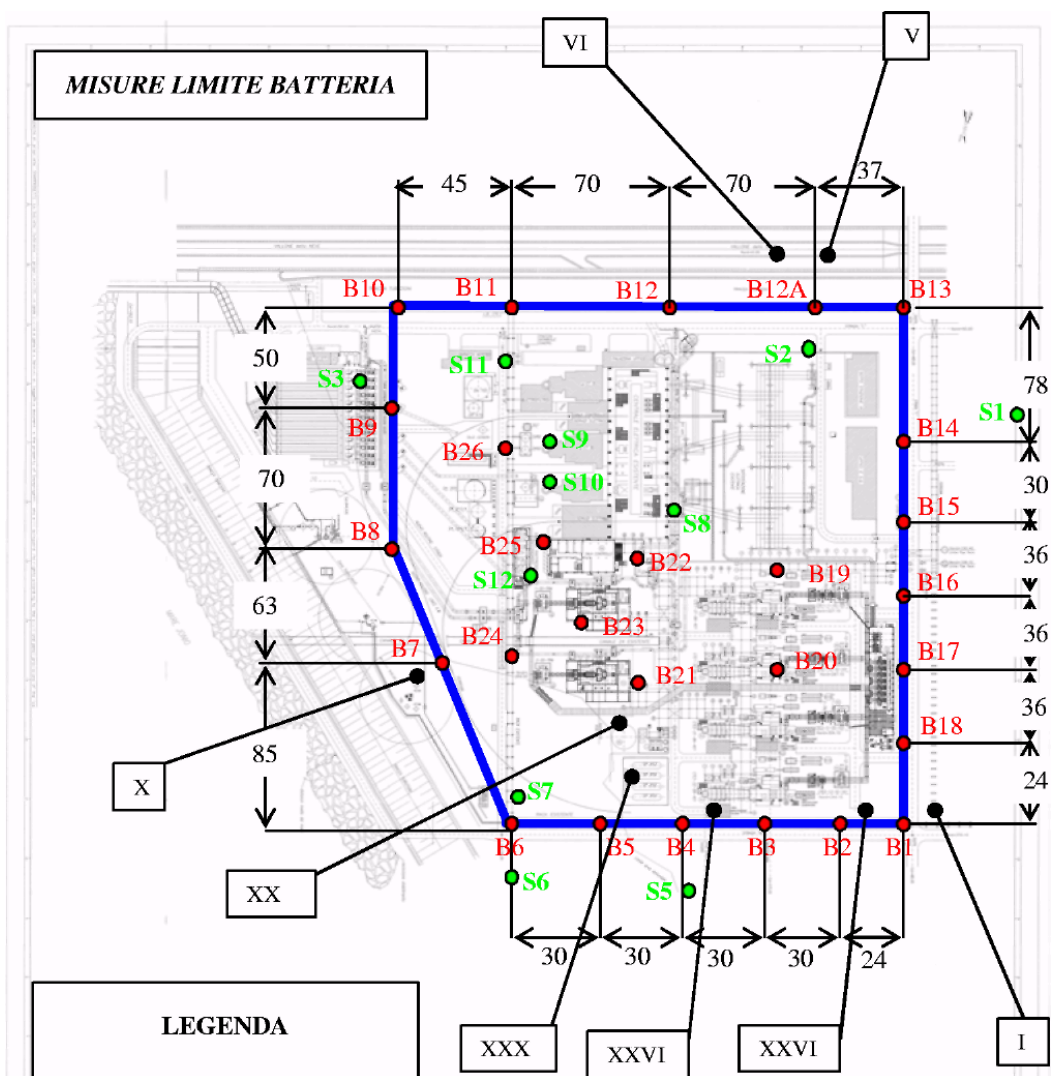 VI
V
MISURE LIMITE BATTERIA
45
70
70
37
B10
B11
B12
B12A
B13
50
S11
S2
S3
78
S1
B9
B14
B26
S9
70
S10
30
S8
B15
B8
B25
B22
36
S12
B19
B16
63
B23
36
B24
B7
B20
B17
B21
36
B18
85
X
24
S7
B6
B5
B4
B3
B2
B1
XX
S6
S5
30
30
30
30
24
LEGENDA
XXX
XXVI
XXVI
I